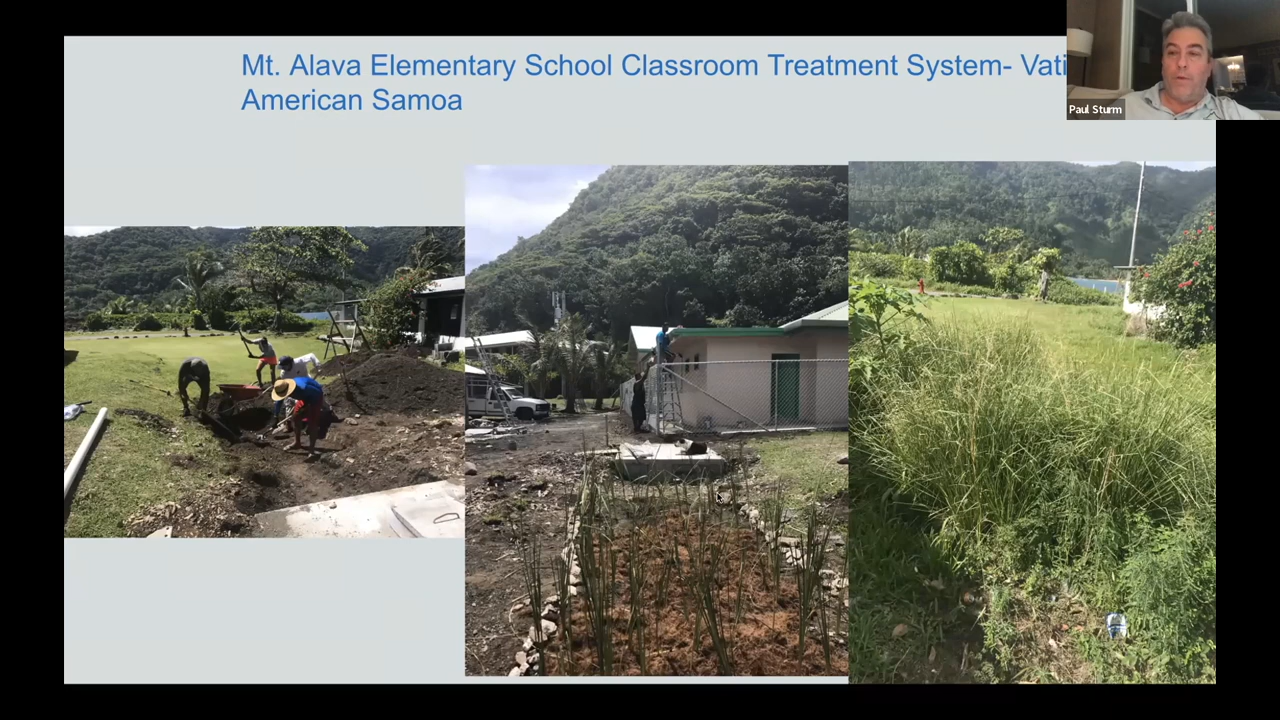 Mt. Alava Elementary School Classroom Treatment System- Vati
American Samoa
Paul Sturm